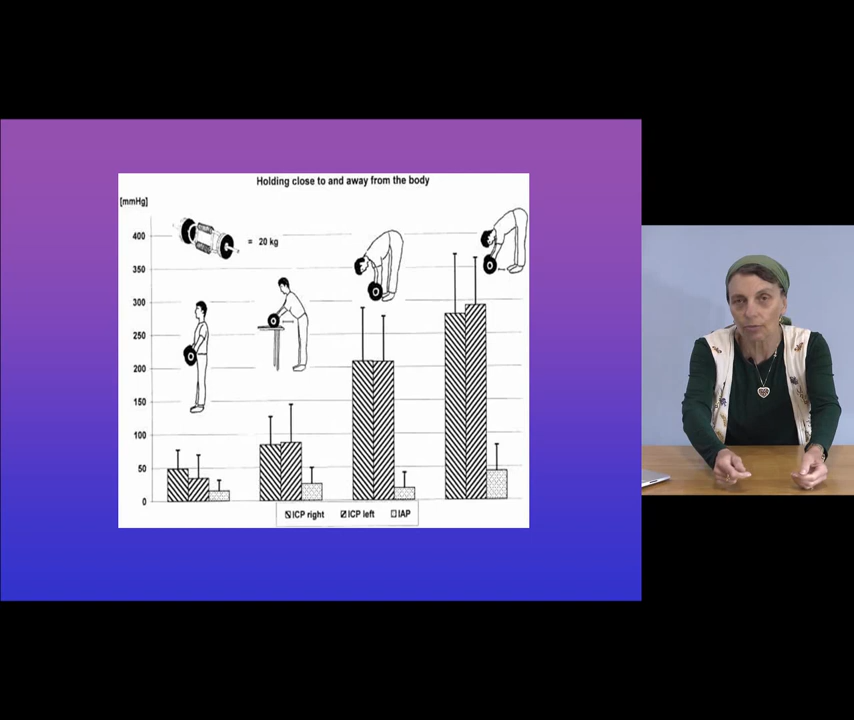 Holding close to and away from the body
[mmHg]
400
= 20 kg
350
300
250
200
150
100
50
0
ICP right ICP left IAP